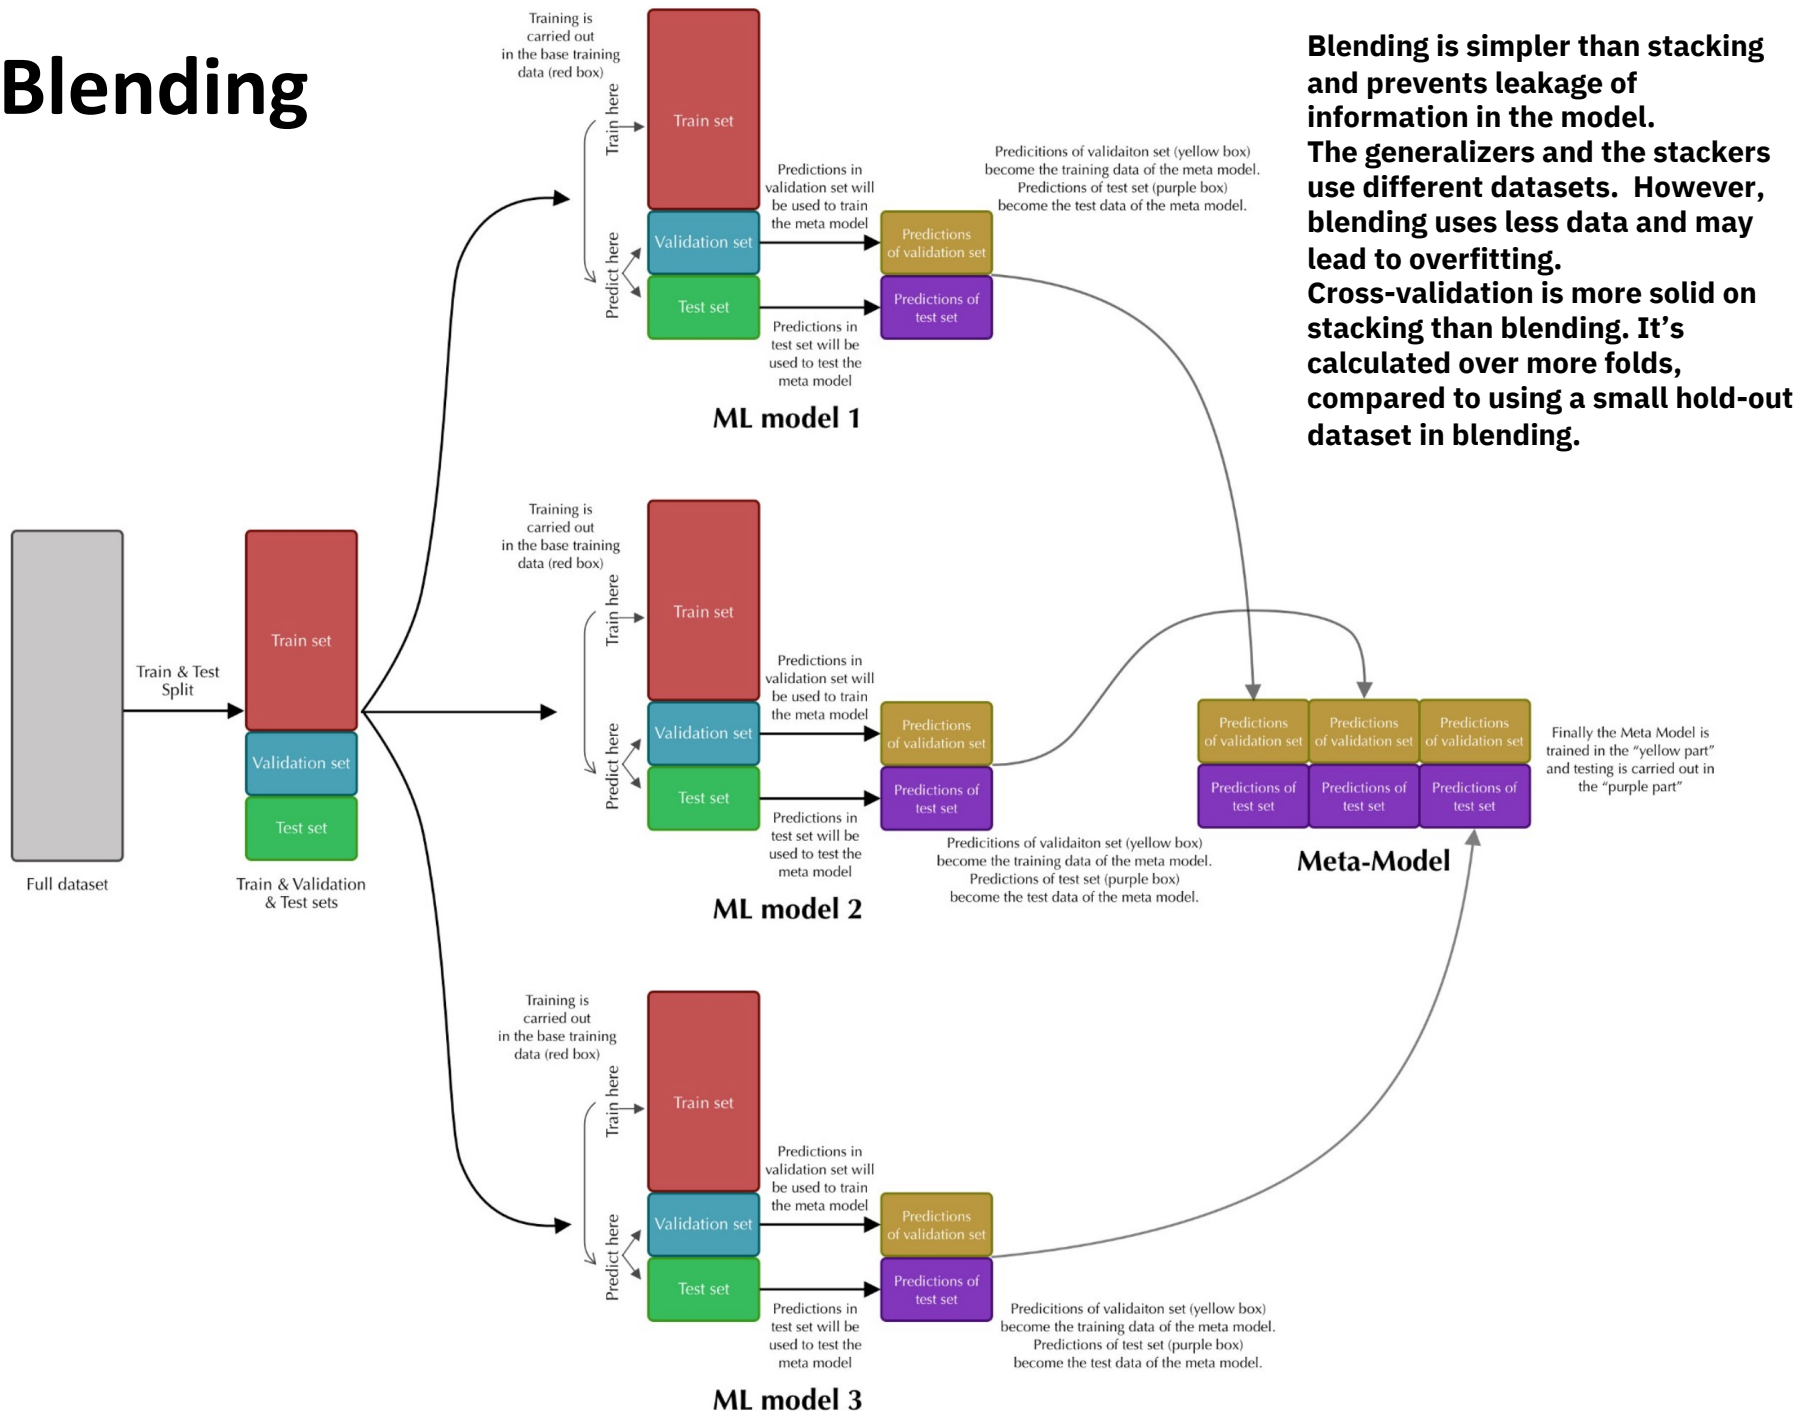 Blending
Blending is simpler than stacking
and prevents leakage of
information in the model.
The generalizers and the stackers
use different datasets.  However,
blending uses less data and may
lead to overfitting.
Cross-validation is more solid on
stacking than blending. It’s
calculated over more folds,
compared to using a small hold-out
dataset in blending.
Full dataset
Train & Test
Split
Train set
Validation set
Test set
Train & Validation
& Test sets
Training is
carried out
in the base training
data (red box)
Train here
Predict here
Train set
Validation set
Test set
Predictions in
validation set will
be used to train
the meta model
Predictions in
test set will be
used to test the
meta model
Predictions
of validation set
Predictions of
test set
Predicitions of validaiton set (yellow box)
become the training data of the meta model.
Predictions of test set (purple box)
become the test data of the meta model.
ML model 1
Training is
carried out
in the base training
data (red box)
Train here
Predict here
Train set
Validation set
Test set
Predictions in
validation set will
be used to train
the meta model
Predictions in
test set will be
used to test the
meta model
Predictions
of validation set
Predictions of
test set
Predicitions of validaiton set (yellow box)
become the training data of the meta model.
Predictions of test set (purple box)
become the test data of the meta model.
ML model 2
Training is
carried out
in the base training
data (red box)
Train here
Predict here
Train set
Validation set
Test set
Predictions in
validation set will
be used to train
the meta model
Predictions in
test set will be
used to test the
meta model
Predictions
of validation set
Predictions of
test set
Predicitions of validaiton set (yellow box)
become the training data of the meta model.
Predictions of test set (purple box)
become the test data of the meta model.
ML model 3
Predictions
of validation set
Predictions
of validation set
Predictions
of validation set
Predictions of
test set
Predictions of
test set
Predictions of
test set
Meta-Model
Finally the Meta Model is
trained in the “yellow part”
and testing is carried out in
the “purple part”